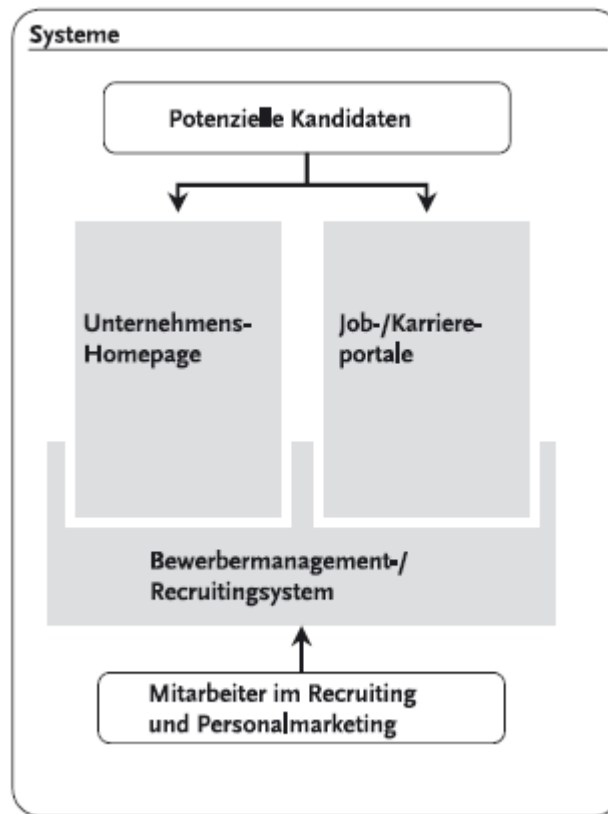 Systeme
Potenzielle Kandidaten
Unternehmens-
Homepage
Job-/Karriere-
portale
Bewerbermanagement-/
Recruitingsystem
Mitarbeiter im Recruiting
und Personalmarketing